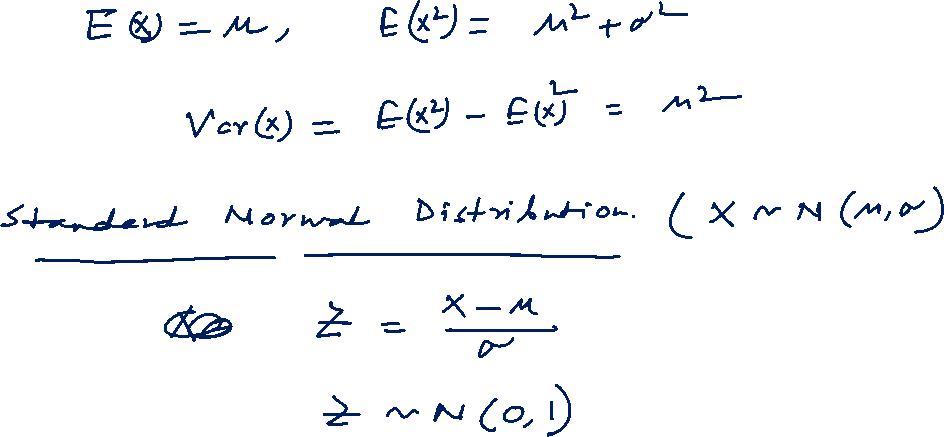 E(x) = μ, E(x²) = μ² + σ²
Var(x) = E(x²) - E(x)² = μ²
Standard Normal Distribution. (X ~ N(μ,σ)
Z = X-μ/σ
Z ~ N(0,1)